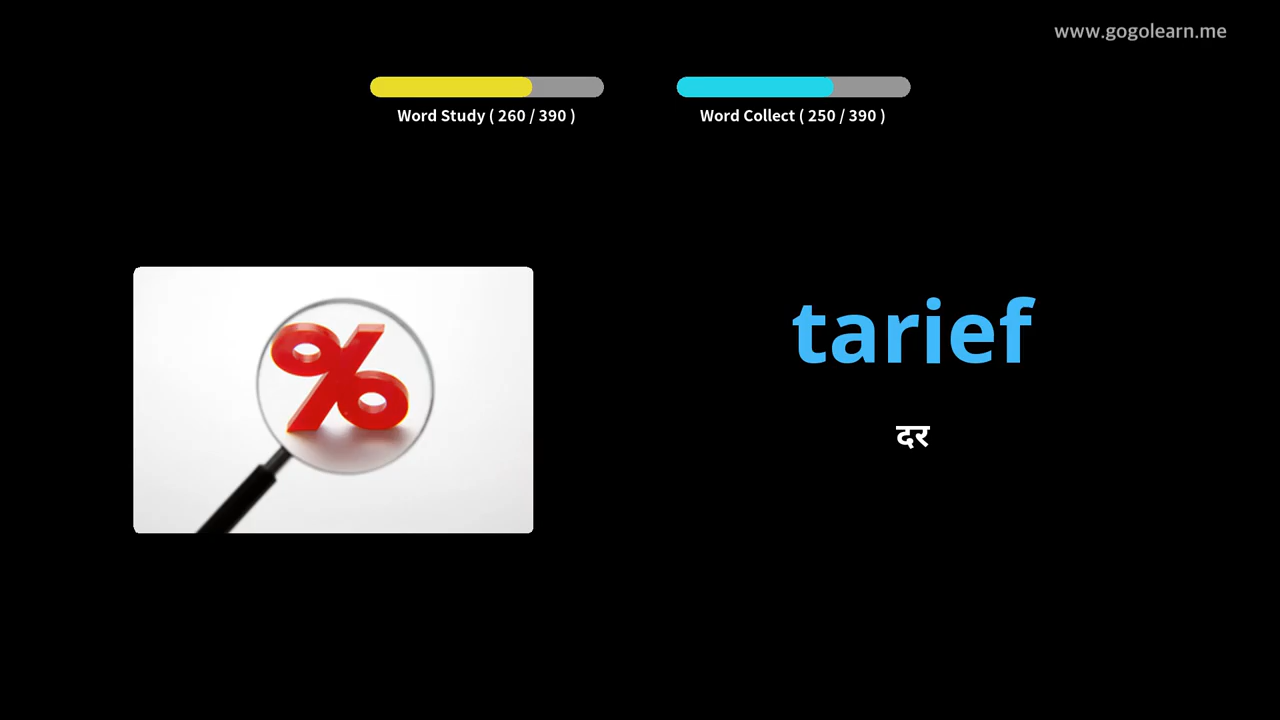 www.gogolearn.me
Word Study ( 260 / 390 )
Word Collect ( 250 / 390 )
%
tarief
दर